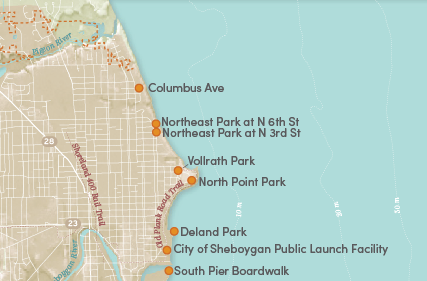 Pigeon River
Columbus Ave
Northeast Park at N 6th St
Northeast Park at N 3rd St
28
Vollrath Park
Shoreland 400 Rail Trail
North Point Park
Old Plank Road Trail
10 m
30 m
23
Deland Park
City of Sheboygan Public Launch Facility
River
South Pier Boardwalk